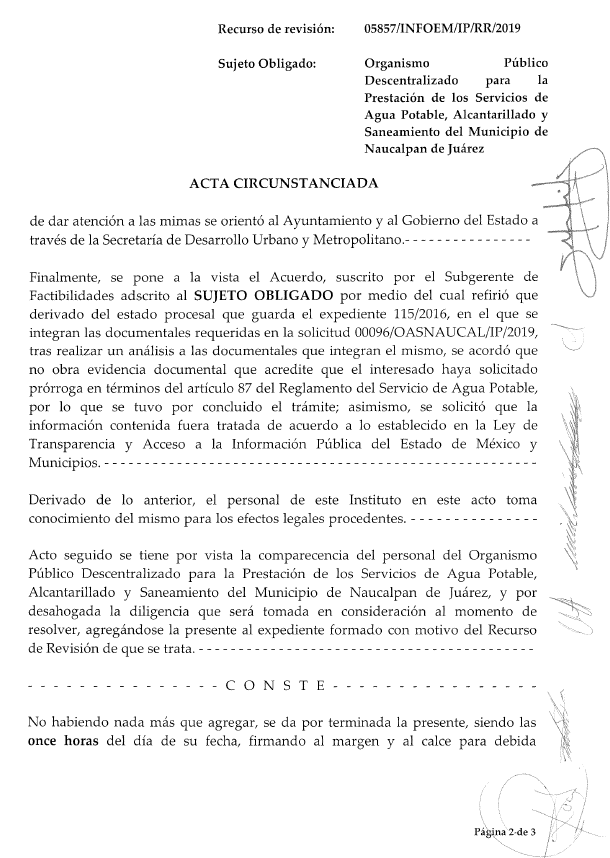 Recurso de revisión: 05857/INFOEM/IP/RR/2019
Sujeto Obligado: Organismo Público
Descentralizado para la
Prestación de los Servicios de
Agua Potable, Alcantarillado y
Saneamiento del Municipio de
Naucalpan de Juárez
ACTA CIRCUNSTANCIADA
de dar atención a las mimas se orientó al Ayuntamiento y al Gobierno del Estado a
través de la Secretaría de Desarrollo Urbano y Metropolitano.- - - - - - - - - - - - - - - -
Finalmente, se pone a la vista el Acuerdo, suscrito por el Subgerente de
Factibilidades adscrito al SUJETO OBLIGADO por medio del cual refirió que
derivado del estado procesal que guarda el expediente 115/2016, en el que se
integran las documentales requeridas en la solicitud 00096/OASNAUCAL/IP/2019,
tras realizar un análisis a las documentales que integran el mismo, se acordó que
no obra evidencia documental que acredite que el interesado haya solicitado
prórroga en términos del artículo 87 del Reglamento del Servicio de Agua Potable,
por lo que se tuvo por concluido el trámite; asimismo, se solicitó que la
información contenida fuera tratada de acuerdo a lo establecido en la Ley de
Transparencia y Acceso a la Información Pública del Estado de México y
Municipios. - - - - - - - - - - - - - - - - - - - - - - - - - - - - - - - - - - - - - - - - - - - - - - - - - - - - -
Derivado de lo anterior, el personal de este Instituto en este acto toma
conocimiento del mismo para los efectos legales procedentes. - - - - - - - - - - - - - - - -
Acto seguido se tiene por vista la comparecencia del personal del Organismo
Público Descentralizado para la Prestación de los Servicios de Agua Potable,
Alcantarillado y Saneamiento del Municipio de Naucalpan de Juárez, y por
desahogada la diligencia que será tomada en consideración al momento de
resolver, agregándose la presente al expediente formado con motivo del Recurso
de Revisión de que se trata. - - - - - - - - - - - - - - - - - - - - - - - - - - - - - - - - - - - - - - - - -
- - - - - - - - - - - - - - - C O N S T E - - - - - - - - - - - - - - - -
No habiendo nada más que agregar, se da por terminada la presente, siendo las
once horas del día de su fecha, firmando al margen y al calce para debida
Página 2 de 3